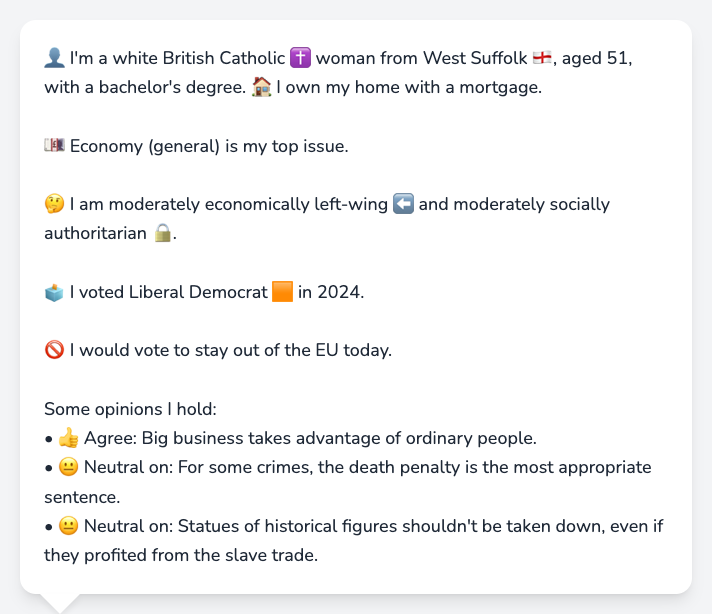 👤 I'm a white British Catholic ✝️ woman from West Suffolk 🏴󠁧󠁢󠁥󠁮󠁧󠁿, aged 51,
with a bachelor's degree. 🏠 I own my home with a mortgage.
💷 Economy (general) is my top issue.
🤔 I am moderately economically left-wing ⬅️ and moderately socially
authoritarian 🔒.
🗳️ I voted Liberal Democrat 🟧 in 2024.
🚫 I would vote to stay out of the EU today.
Some opinions I hold:
• 👍 Agree: Big business takes advantage of ordinary people.
• 😐 Neutral on: For some crimes, the death penalty is the most appropriate
sentence.
• 😐 Neutral on: Statues of historical figures shouldn't be taken down, even if
they profited from the slave trade.